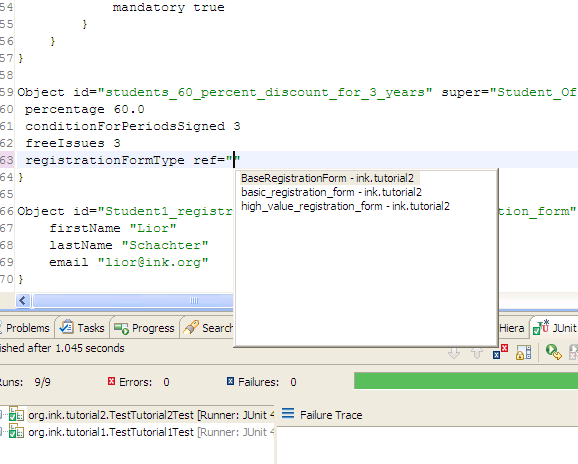 54 mandatory true
55 }
56 }
57 }
58
59 Object id="students_60_percent_discount_for_3_years" super="Student_Of
60 percentage 60.0
61 conditionForPeriodsSigned 3
62 freeIssues 3
63 registrationFormType ref=""
64 }
BaseRegistrationForm - ink.tutorial2
basic_registration_form - ink.tutorial2
high_value_registration_form - ink.tutorial2
65
66 Object id="Student1_registr tion_form"
67 firstName "Lior"
68 lastName "Schachter"
69 email "lior@ink.org"
70 }
Problems Tasks Progress Search Hiera JUnit
ished after 1.045 seconds
Runs: 9/9 Errors: 0 Failures: 0
org.ink.tutorial2.TestTutorial2Test [Runner: JUnit 4
org.ink.tutorial1.TestTutorial1Test [Runner: JUnit 4
Failure Trace